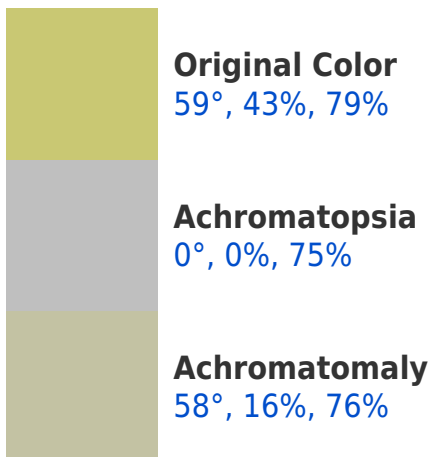 Original Color
59°, 43%, 79%
Achromatopsia
0°, 0%, 75%
Achromatomaly
58°, 16%, 76%